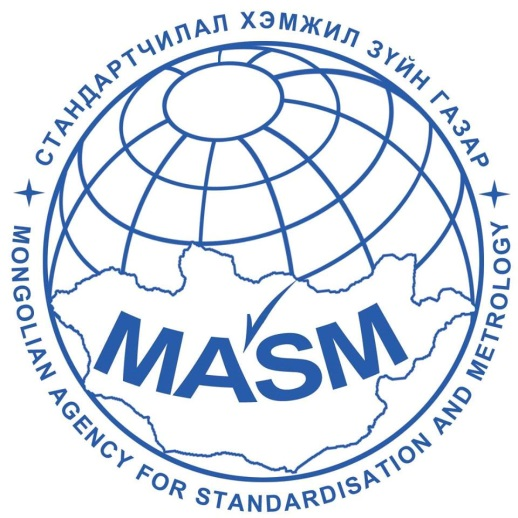 СТАНДАРТЧИЛАЛ ХЭМЖИЛ ЗҮЙН ГАЗАР
MASM
MONGOLIAN AGENCY FOR STANDARDISATION AND METROLOGY